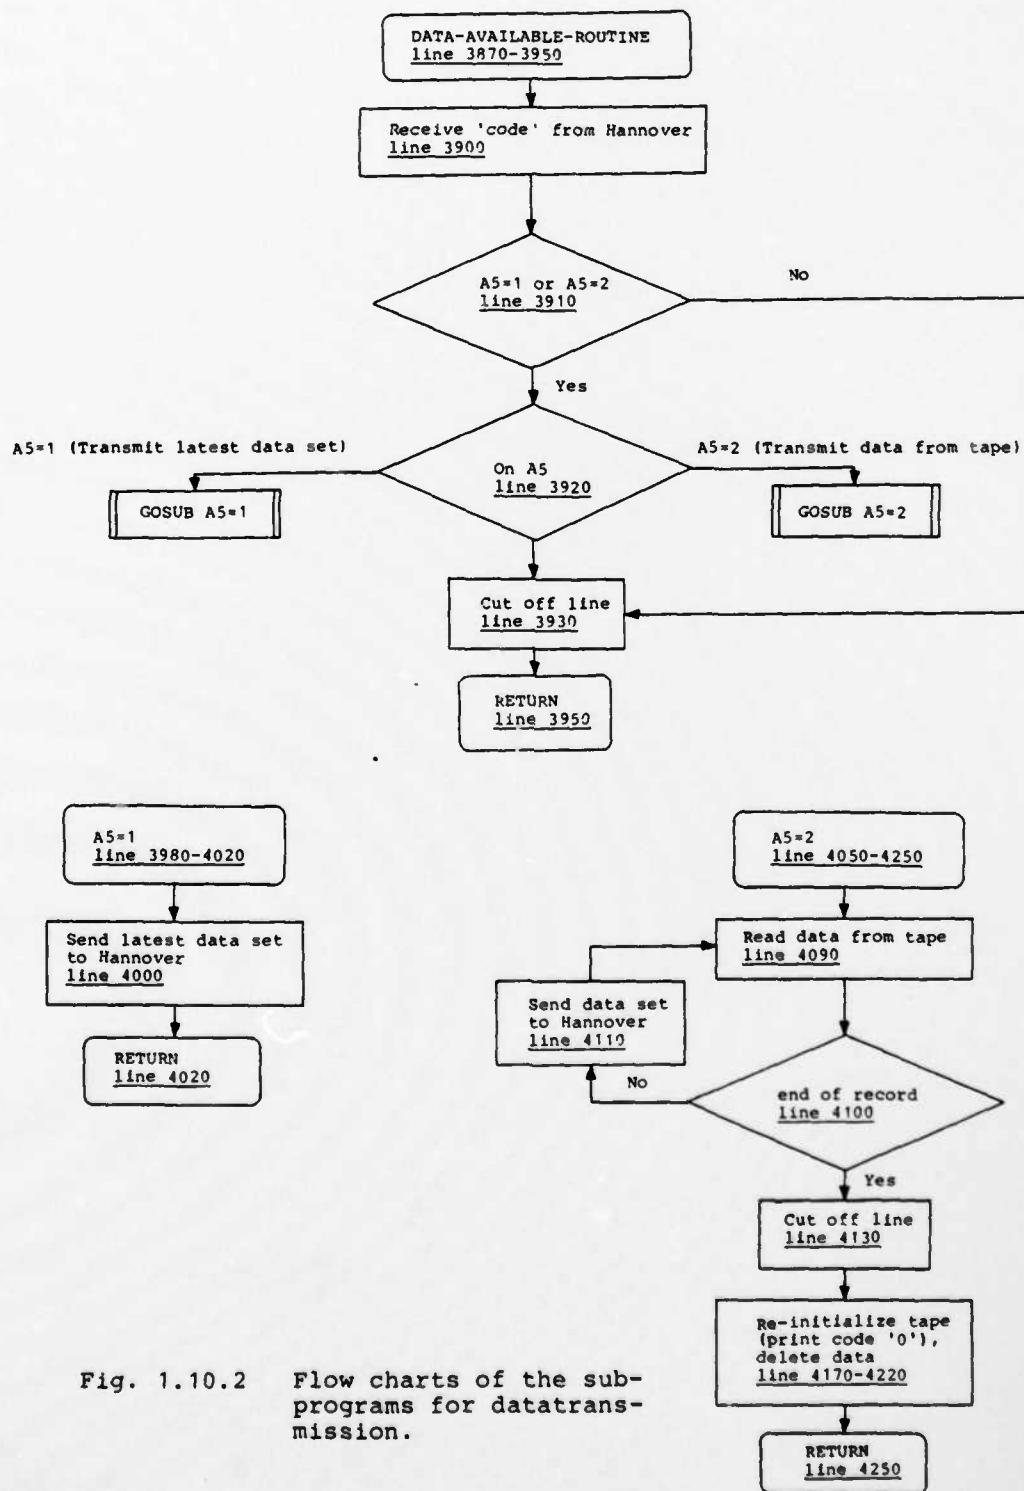 DATA-AVAILABLE-ROUTINE
line 3870-3950
Receive 'code' from Hannover
line 3900
A5=1 or A5=2
line 3910
No
Yes
A5=1 (Transmit latest data set)
A5=2 (Transmit data from tape)
On A5
line 3920
GOSUB A5=1
GOSUB A5=2
Cut off line
line 3930
RETURN
line 3950
A5=1
line 3980-4020
Send latest data set
to Hannover
line 4000
RETURN
line 4020
A5=2
line 4050-4250
Read data from tape
line 4090
Send data set
to Hannover
line 4110
No
end of record
line 4100
Yes
Cut off line
line 4130
Re-initialize tape
(print code '0'),
delete data
line 4170-4220
RETURN
line 4250
Fig. 1.10.2 Flow charts of the sub-
programs for datatrans-
mission.